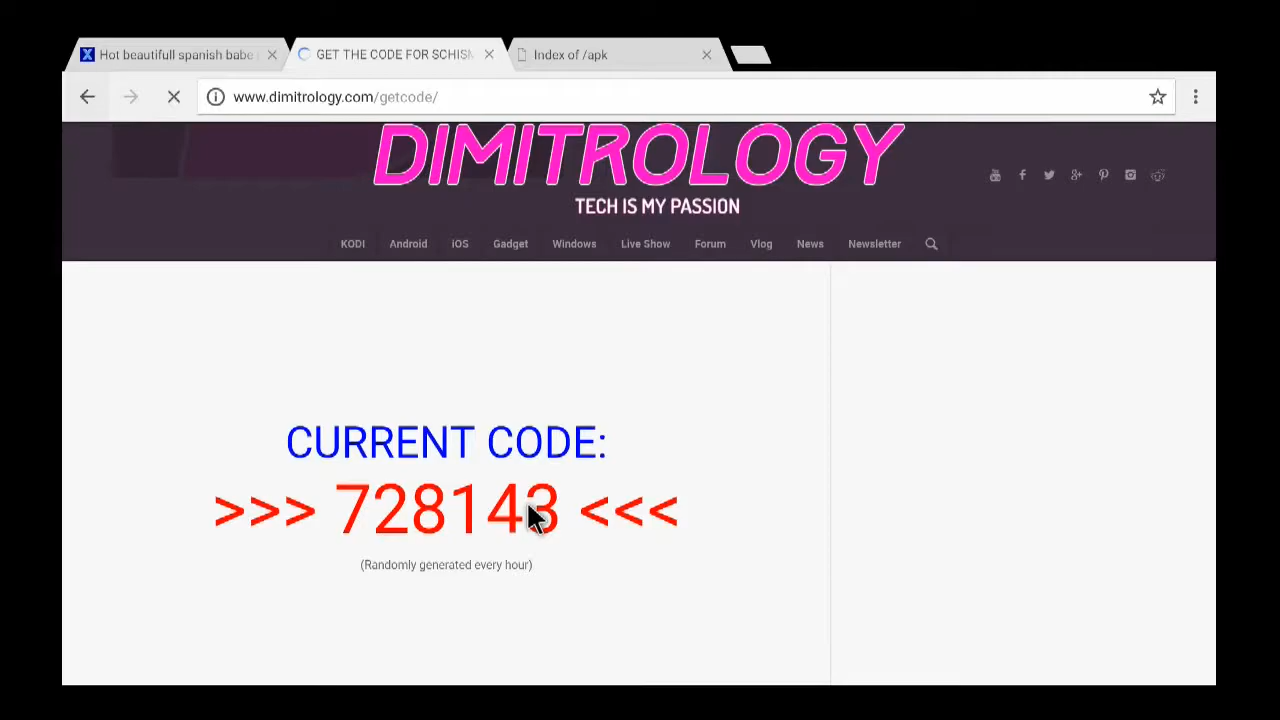 Hot beautifull spanish babe
GET THE CODE FOR SCHISM
Index of /apk
www.dimitrology.com/getcode/
DIMITROLOGY
TECH IS MY PASSION
KODI Android iOS Gadget Windows Live Show Forum Vlog News Newsletter
CURRENT CODE:
>>> 728143 <<<
(Randomly generated every hour)